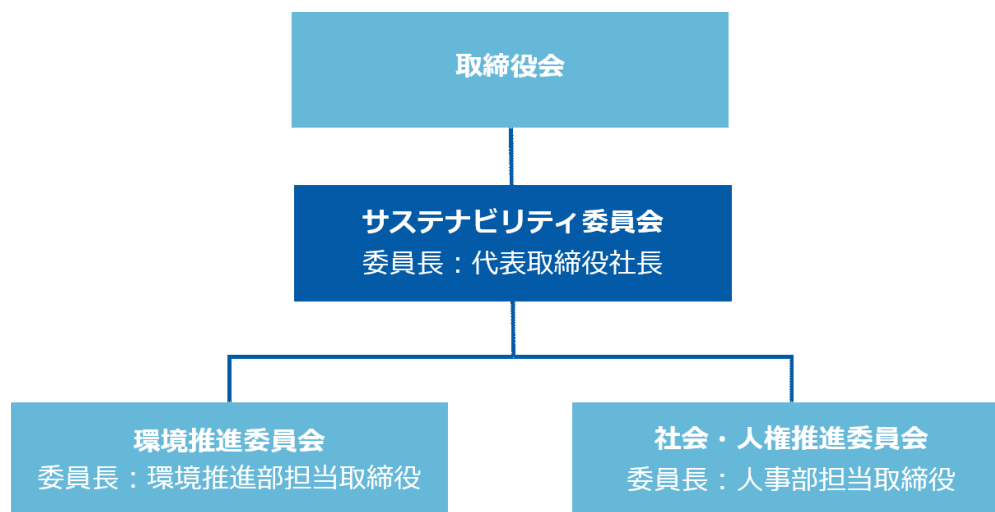 取締役会
サステナビリティ委員会
委員長：代表取締役社長
環境推進委員会
委員長：環境推進部担当取締役
社会・人権推進委員会
委員長：人事部担当取締役